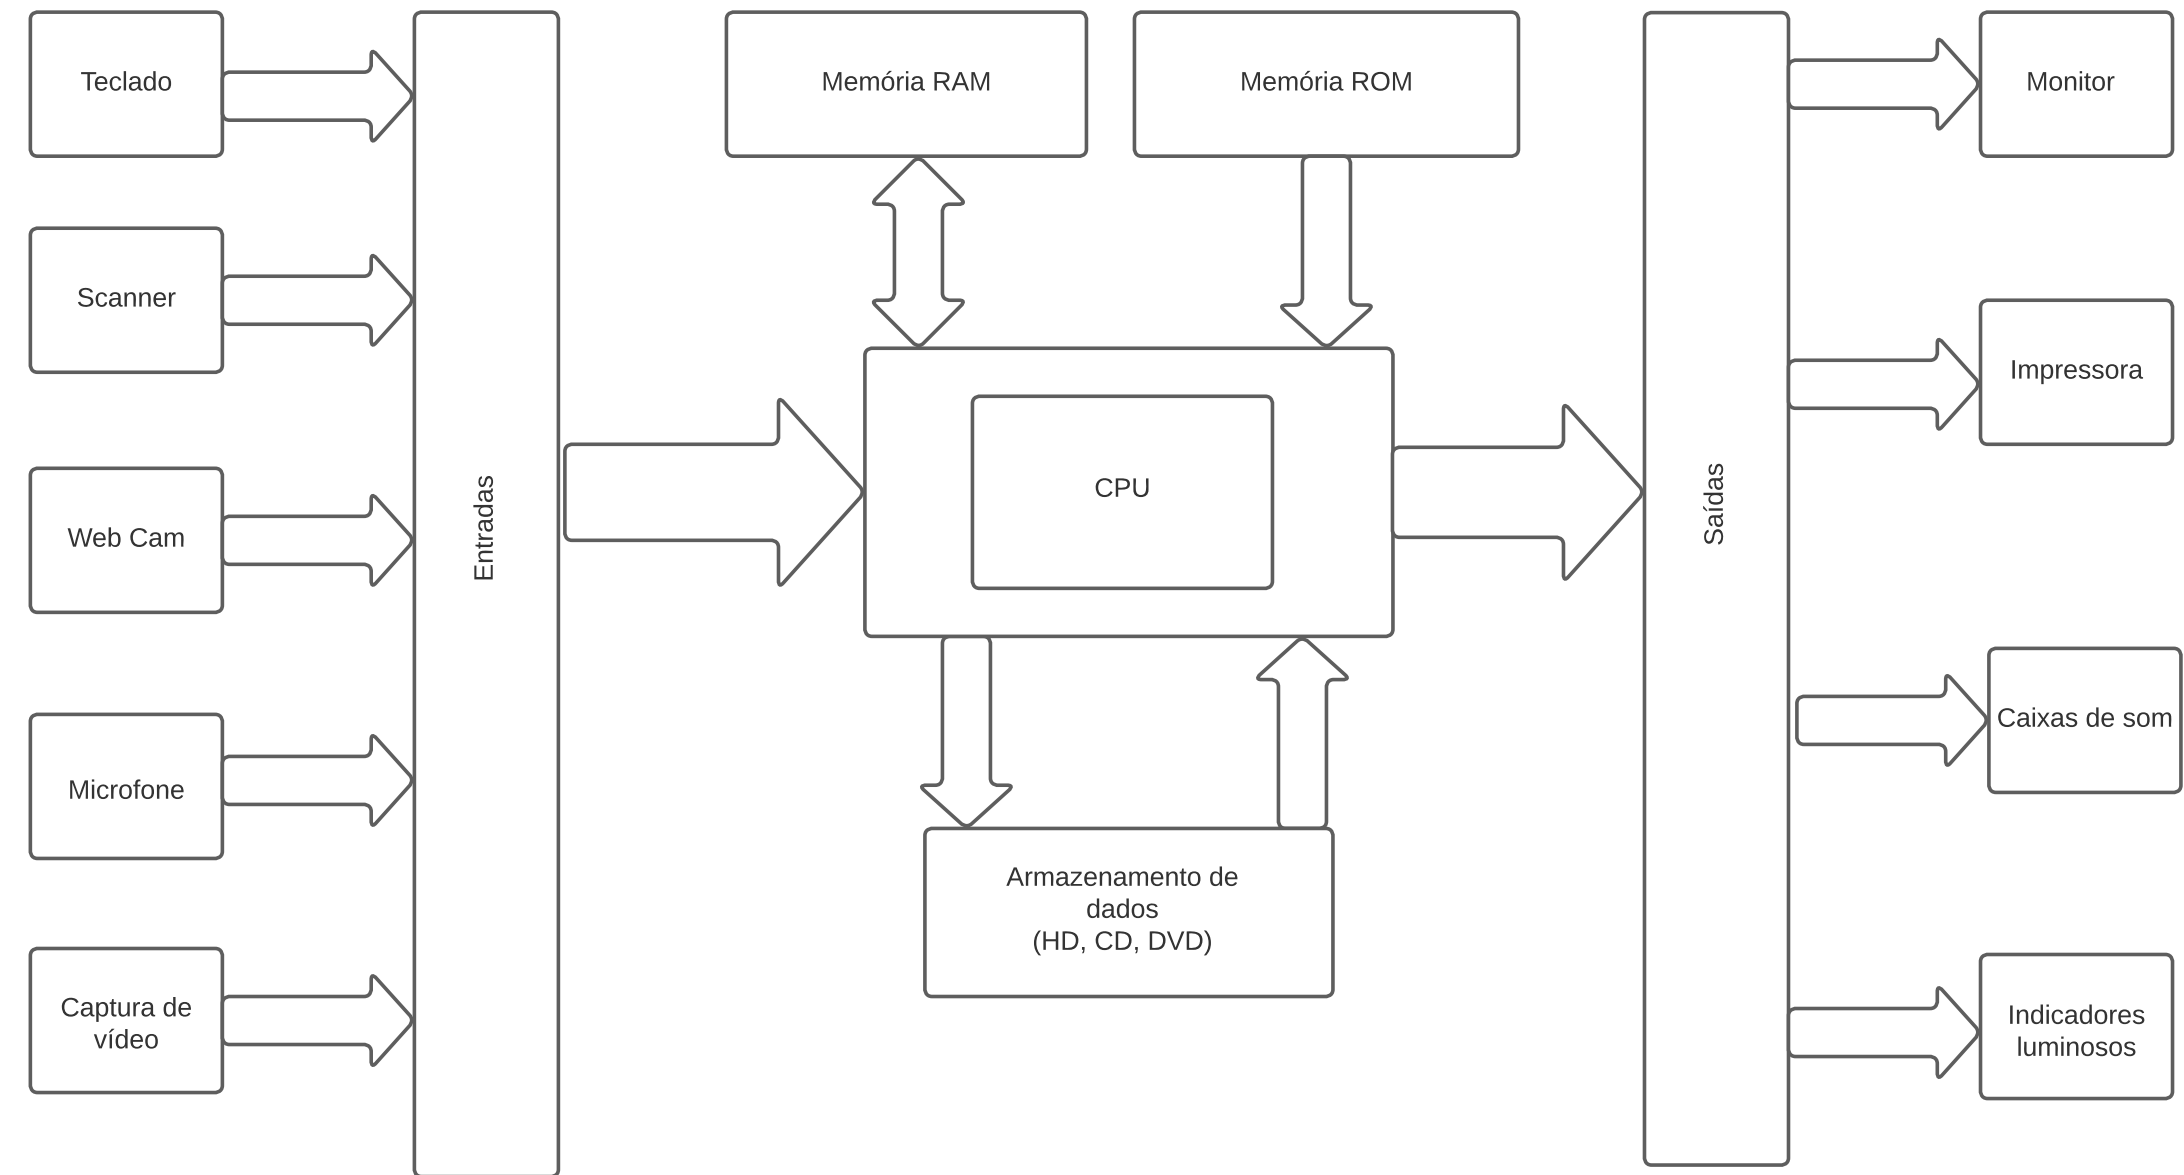 Teclado
Scanner
Web Cam
Microfone
Captura de
vídeo
Entradas
Memória RAM
Memória ROM
CPU
Armazenamento de
dados
(HD, CD, DVD)
Saídas
Monitor
Impressora
Caixas de som
Indicadores
luminosos